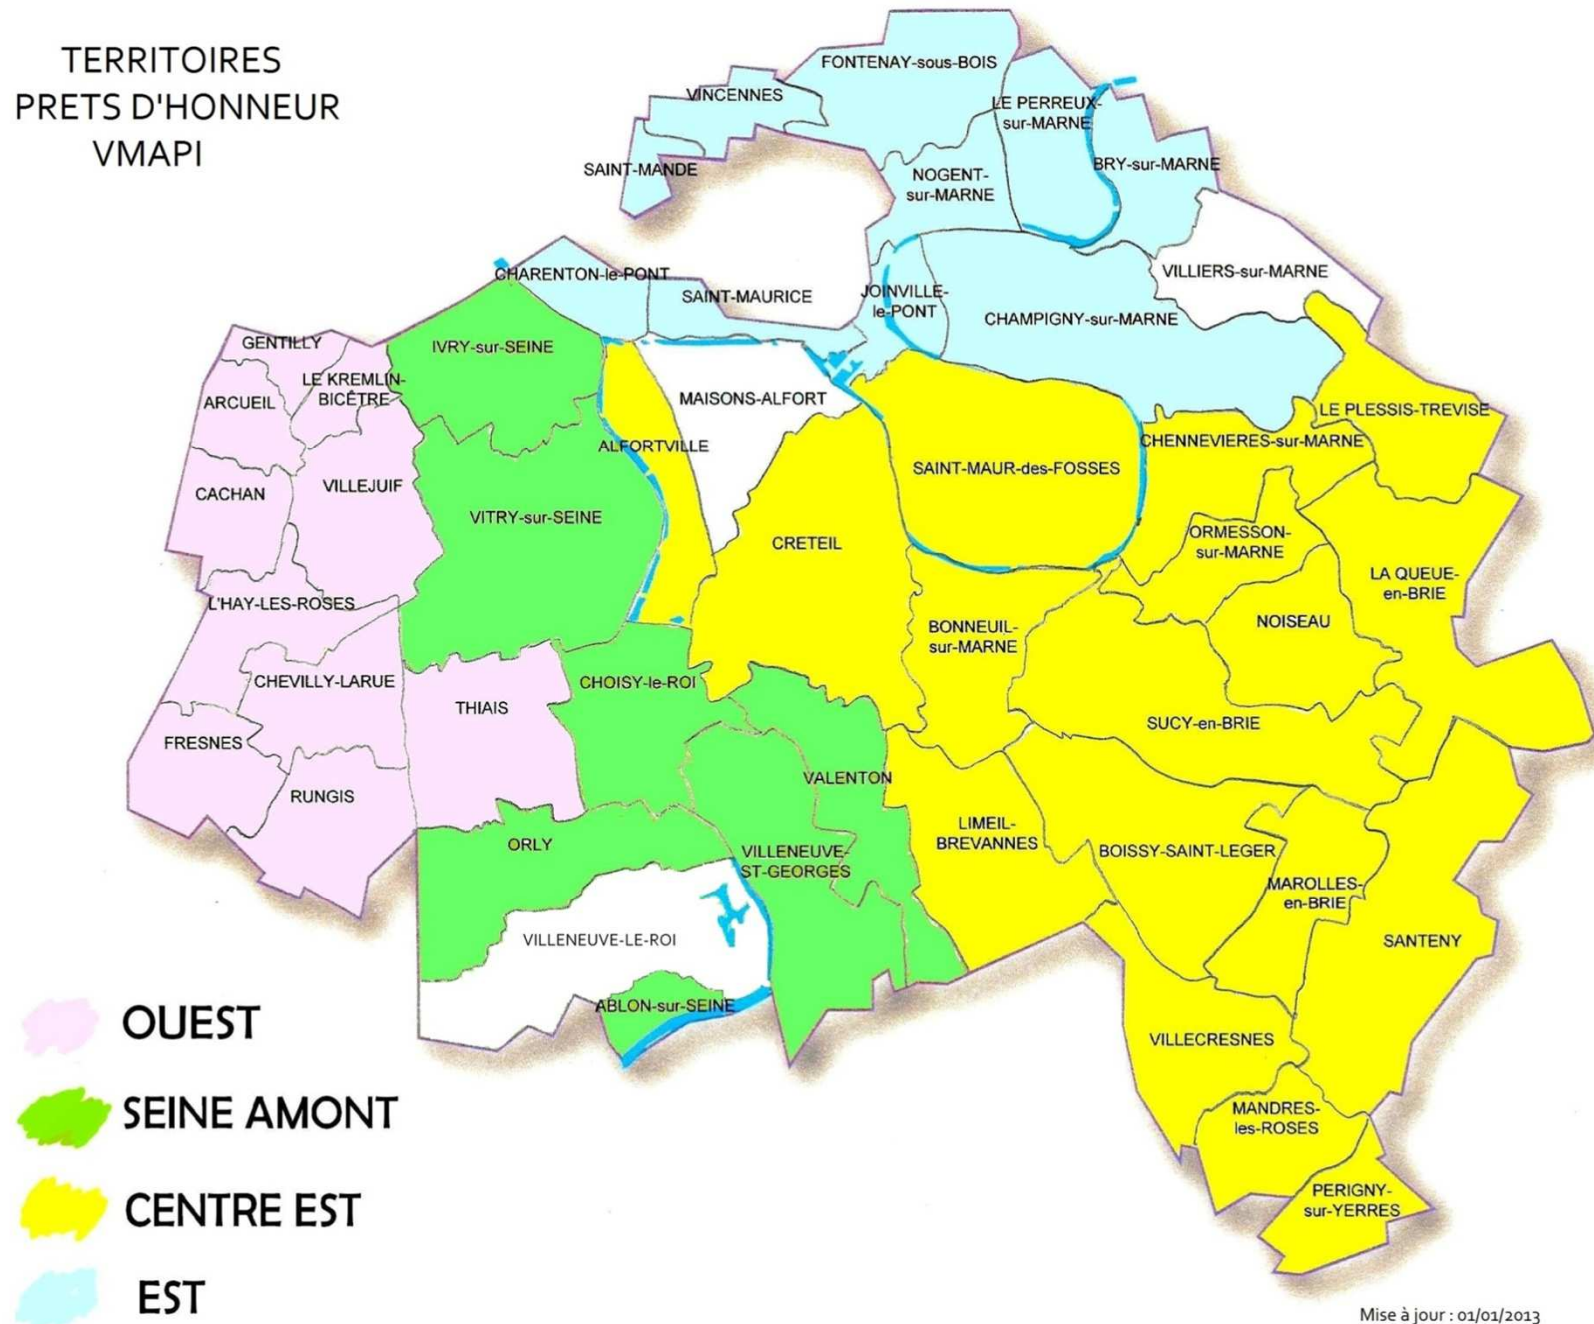 TERRITOIRES
PRETS D'HONNEUR
VMAPI
FONTENAY-sous-BOIS
VINCENNES
LE PERREUX-
sur-MARNE
SAINT-MANDE
BRY-sur-MARNE
NOGENT-
sur-MARNE
CHARENTON-le-PONT
VILLIERS-sur-MARNE
SAINT-MAURICE
JOINVILLE-
le-PONT
CHAMPIGNY-sur-MARNE
GENTILLY
IVRY-sur-SEINE
LE KREMLIN-
BICÊTRE
ARCUEIL
MAISONS-ALFORT
LE PLESSIS-TREVISE
CHENNEVIERES-sur-MARNE
ALFORTVILLE
SAINT-MAUR-des-FOSSES
CACHAN
VILLEJUIF
VITRY-sur-SEINE
CRETEIL
ORMESSON-
sur-MARNE
LA QUEUE-
en-BRIE
L'HAY-LES-ROSES
NOISEAU
BONNEUIL-
sur-MARNE
CHEVILLY-LARUE
CHOISY-le-ROI
THIAIS
SUCY-en-BRIE
FRESNES
VALENTON
RUNGIS
LIMEIL-
BREVANNES
ORLY
VILLENEUVE-
ST-GEORGES
BOISSY-SAINT-LEGER
MAROLLES-
en-BRIE
VILLENEUVE-LE-ROI
SANTENY
ABLON-sur-SEINE
VILLECRESNES
MANDRES-
les-ROSES
PERIGNY-
sur-YERRES
OUEST
SEINE AMONT
CENTRE EST
EST
Mise à jour : 01/01/2013